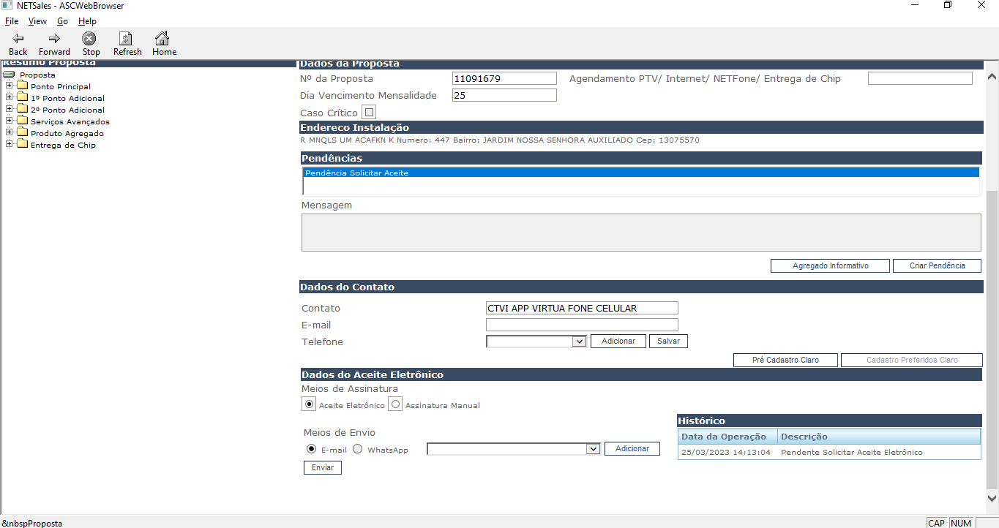 NETSales - ASCWebBrowser
File View Go Help
Back Forward Stop Refresh Home
Resumo Proposta
Proposta
Ponto Principal
1º Ponto Adicional
2º Ponto Adicional
Serviços Avançados
Produto Agregado
Entrega de Chip
Dados da Proposta
Nº da Proposta 11091679 Agendamento PTV/ Internet/ NETFone/ Entrega de Chip
Dia Vencimento Mensalidade 25
Caso Crítico
Endereco Instalação
R MNQLS UM ACAFKN K Numero: 447 Bairro: JARDIM NOSSA SENHORA AUXILIADO Cep: 13075570
Pendências
Pendência Solicitar Aceite
Mensagem
Agregado Informativo Criar Pendência
Dados do Contato
Contato CTVI APP VIRTUA FONE CELULAR
E-mail
Telefone Adicionar Salvar
Pré Cadastro Claro Cadastro Preferidos Claro
Dados do Aceite Eletrônico
Meios de Assinatura
Aceite Eletrônico Assinatura Manual
Meios de Envio
E-mail WhatsApp Adicionar
Enviar
Histórico
Data da Operação Descrição
25/03/2023 14:13:04 Pendente Solicitar Aceite Eletrônico
&nbspProposta CAP NUM